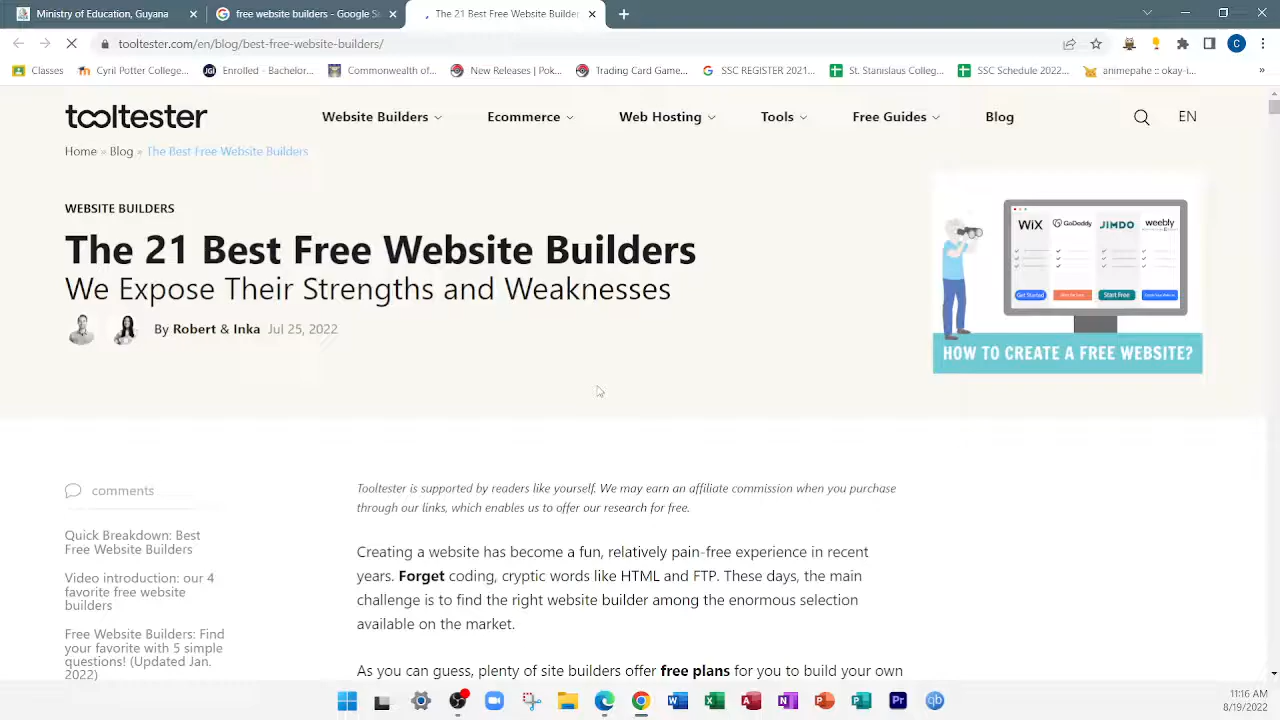 Ministry of Education, Guyana
free website builders - Google S
The 21 Best Free Website Builder
tooltester.com/en/blog/best-free-website-builders/
C
Classes
Cyril Potter College...
JGI
Enrolled - Bachelor...
Commonwealth of...
New Releases | Pok...
Trading Card Game...
SSC REGISTER 2021...
St. Stanislaus Colleg...
SSC Schedule 2022...
animepahe :: okay-i...
»
tooltester
Website Builders
Ecommerce
Web Hosting
Tools
Free Guides
Blog
EN
Home » Blog » The Best Free Website Builders
WEBSITE BUILDERS
The 21 Best Free Website Builders
We Expose Their Strengths and Weaknesses
By Robert & Inka Jul 25, 2022
WiX
GoDaddy
JIMDO
weebly
Get Started
Start Free
HOW TO CREATE A FREE WEBSITE?
comments
Quick Breakdown: Best
Free Website Builders
Video introduction: our 4
favorite free website
builders
Free Website Builders: Find
your favorite with 5 simple
questions! (Updated Jan.
2022)
Tooltester is supported by readers like yourself. We may earn an affiliate commission when you purchase
through our links, which enables us to offer our research for free.
Creating a website has become a fun, relatively pain-free experience in recent
years. Forget coding, cryptic words like HTML and FTP. These days, the main
challenge is to find the right website builder among the enormous selection
available on the market.
As you can guess, plenty of site builders offer free plans for you to build your own
Pr
qb
11:16 AM
8/19/2022